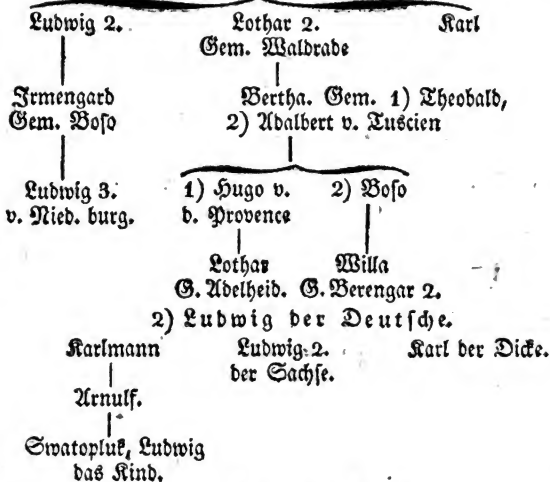 Ludwig 2. Lothar 2. Karl
Gem. Waldrade
Irmengard Bertha. Gem. 1) Theobald,
Gem. Boso 2) Adalbert v. Tuscien
Ludwig 3. 1) Hugo v. 2) Boso
v. Nied. burg. d. Provence
Lothar Willa
G. Adelheid. G. Berengar 2.
2) Ludwig der Deutsche.
Karlmann Ludwig 2. Karl der Dicke.
der Sachse.
Arnulf.
Swatopluk, Ludwig
das Kind.